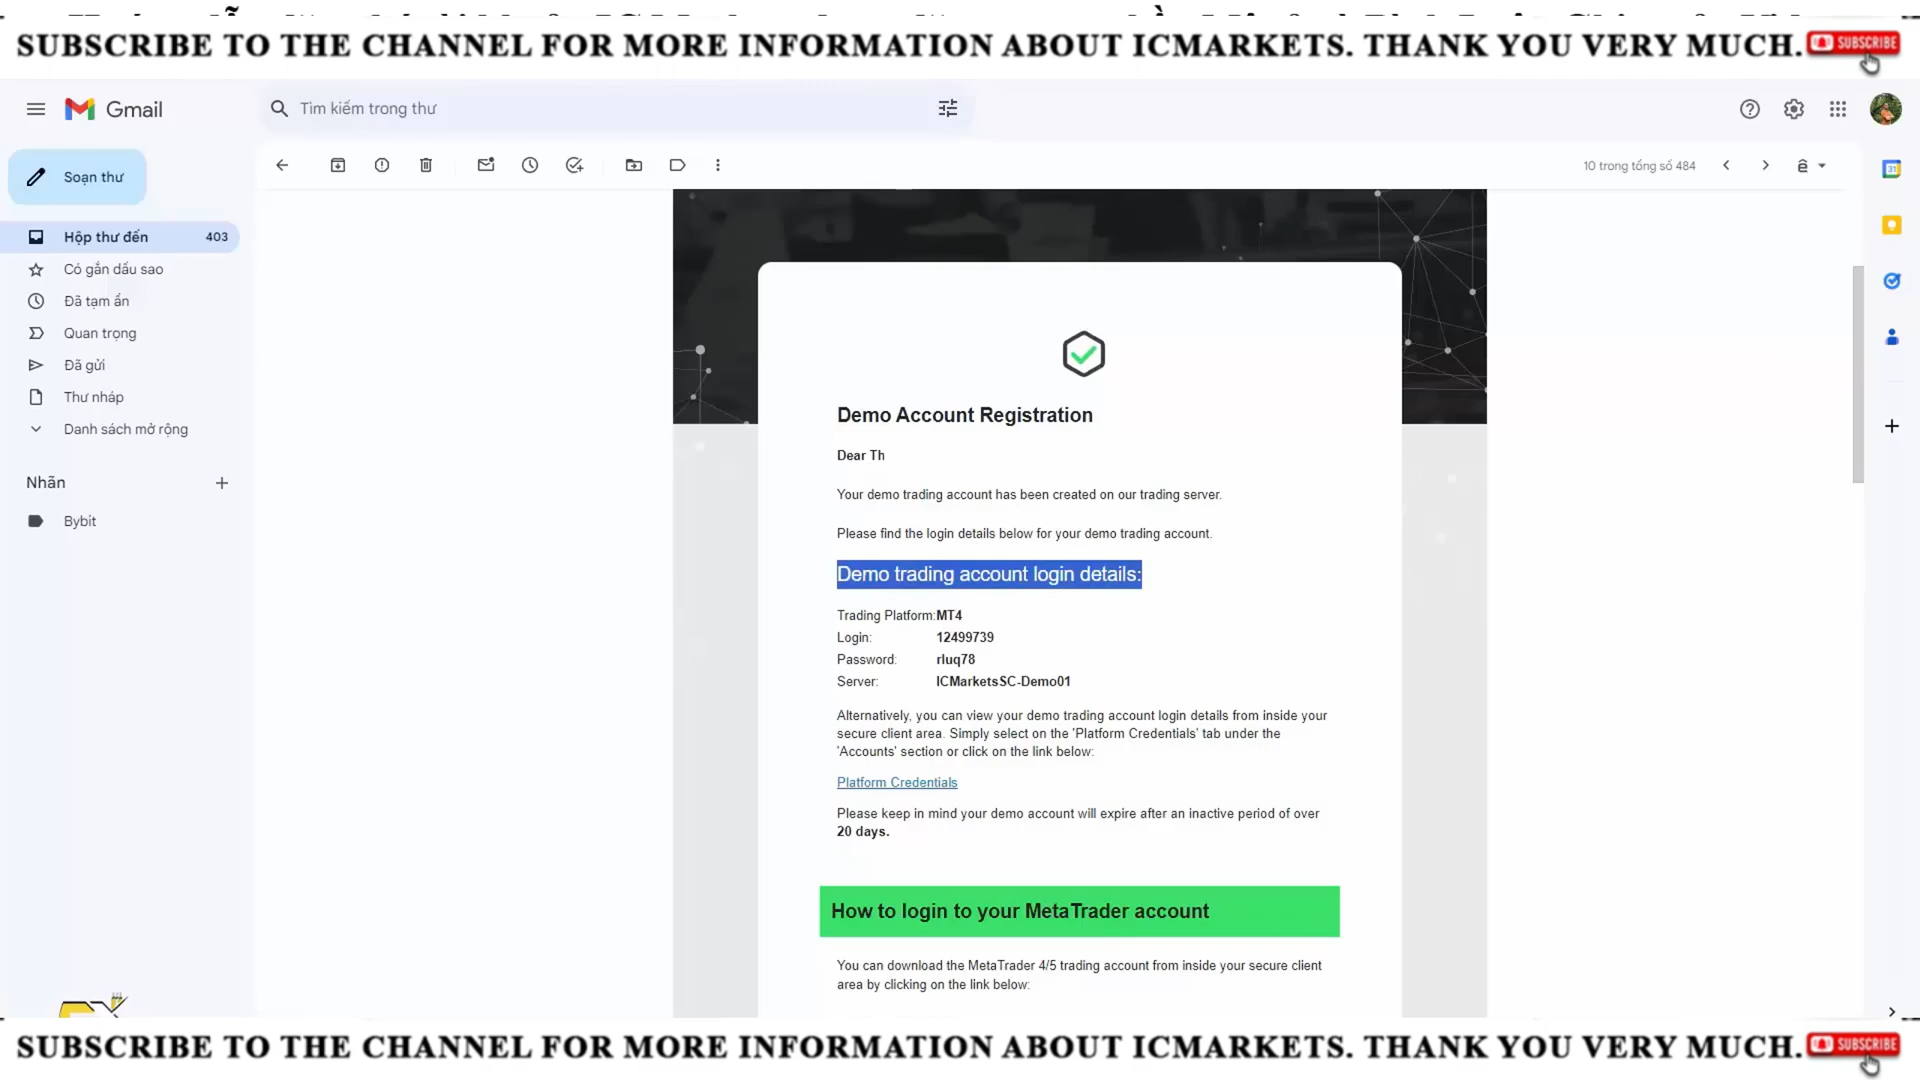 SUBSCRIBE TO THE CHANNEL FOR MORE INFORMATION ABOUT ICMARKETS. THANK YOU VERY MUCH. SUBSCRIBE
Gmail
Tìm kiếm trong thư
Soạn thư
10 trong tổng số 484
Hộp thư đến 403
Có gắn dấu sao
Đã tạm ẩn
Quan trọng
Đã gửi
Thư nháp
Danh sách mở rộng
Nhãn
Bybit
Demo Account Registration
Dear Th
Your demo trading account has been created on our trading server.
Please find the login details below for your demo trading account.
Demo trading account login details:
Trading Platform: MT4
Login: 12499739
Password: rluq78
Server: ICMarketsSC-Demo01
Alternatively, you can view your demo trading account login details from inside your
secure client area. Simply select on the 'Platform Credentials' tab under the
'Accounts' section or click on the link below:
Platform Credentials
Please keep in mind your demo account will expire after an inactive period of over
20 days.
How to login to your MetaTrader account
You can download the MetaTrader 4/5 trading account from inside your secure client
area by clicking on the link below:
SUBSCRIBE TO THE CHANNEL FOR MORE INFORMATION ABOUT ICMARKETS. THANK YOU VERY MUCH. SUBSCRIBE